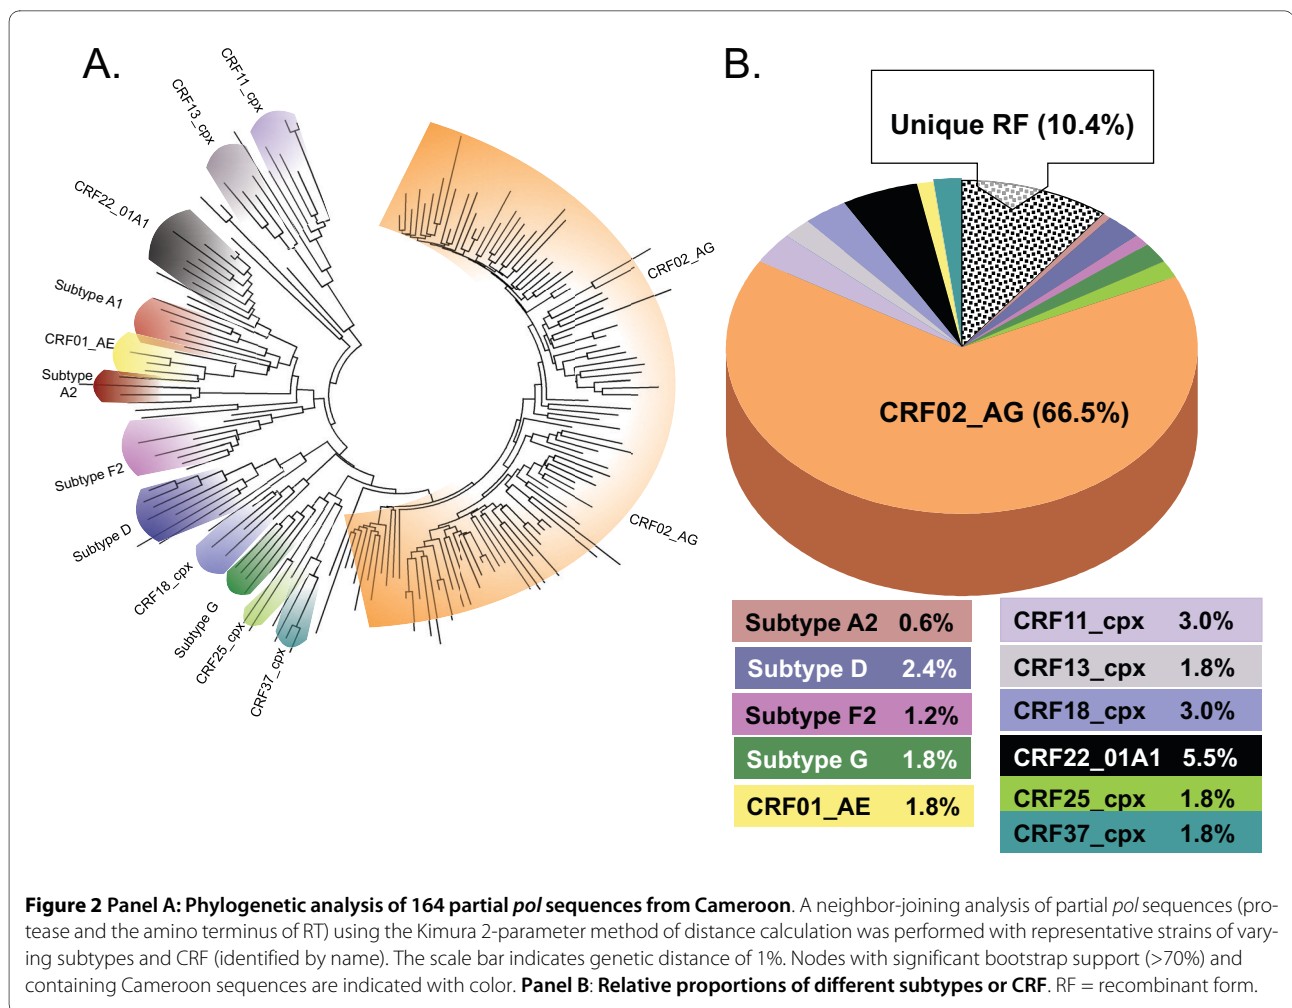 A.
CRF11_cpx
CRF13_cpx
CRF22_01A1
Subtype A1
CRF01_AE
Subtype
A2
Subtype F2
Subtype D
CRF18_cpx
Subtype G
CRF25_cpx
CRF37_cpx
CRF02_AG
CRF02_AG
B.
Unique RF (10.4%)
CRF02_AG (66.5%)
Subtype A2 0.6%
Subtype D 2.4%
Subtype F2 1.2%
Subtype G 1.8%
CRF01_AE 1.8%
CRF11_cpx 3.0%
CRF13_cpx 1.8%
CRF18_cpx 3.0%
CRF22_01A1 5.5%
CRF25_cpx 1.8%
CRF37_cpx 1.8%
Figure 2 Panel A: Phylogenetic analysis of 164 partial pol sequences from Cameroon. A neighbor-joining analysis of partial pol sequences (pro-
tease and the amino terminus of RT) using the Kimura 2-parameter method of distance calculation was performed with representative strains of vary-
ing subtypes and CRF (identified by name). The scale bar indicates genetic distance of 1%. Nodes with significant bootstrap support (>70%) and
containing Cameroon sequences are indicated with color. Panel B: Relative proportions of different subtypes or CRF. RF = recombinant form.